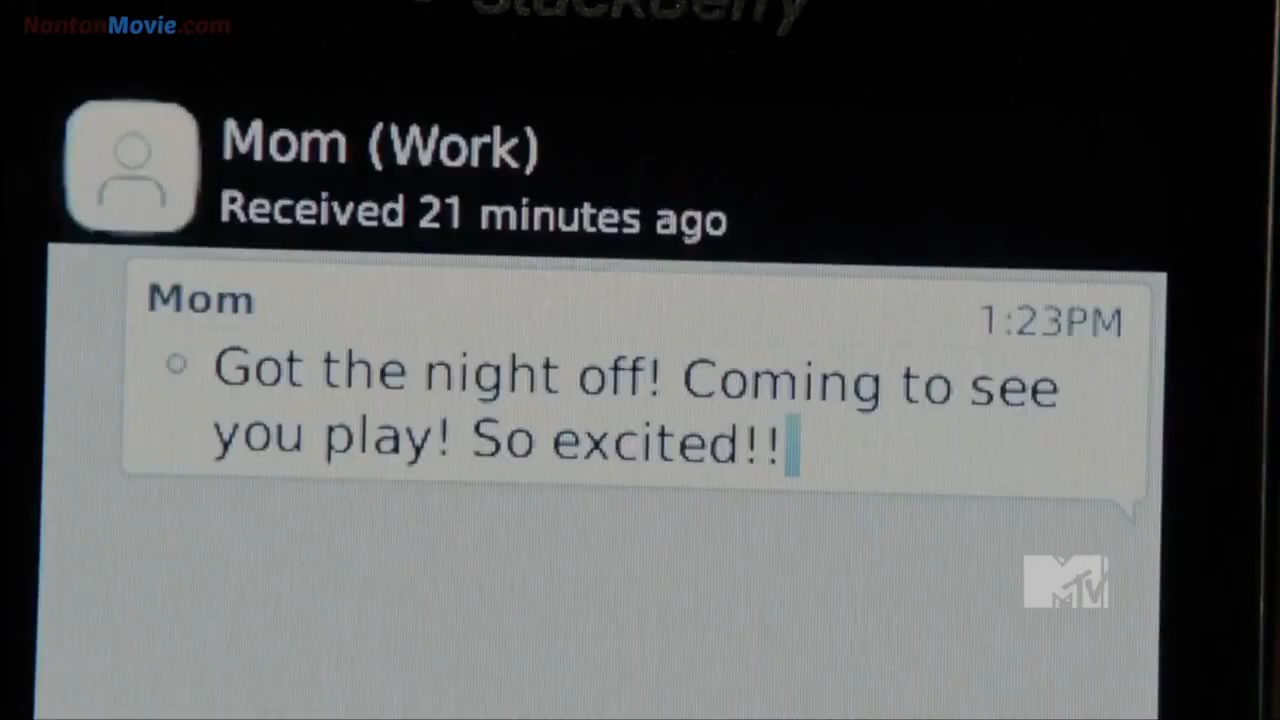 NontonMovie.com
Mom (Work)
Received 21 minutes ago
Mom
1:23PM
Got the night off! Coming to see
you play! So excited!!
MTV